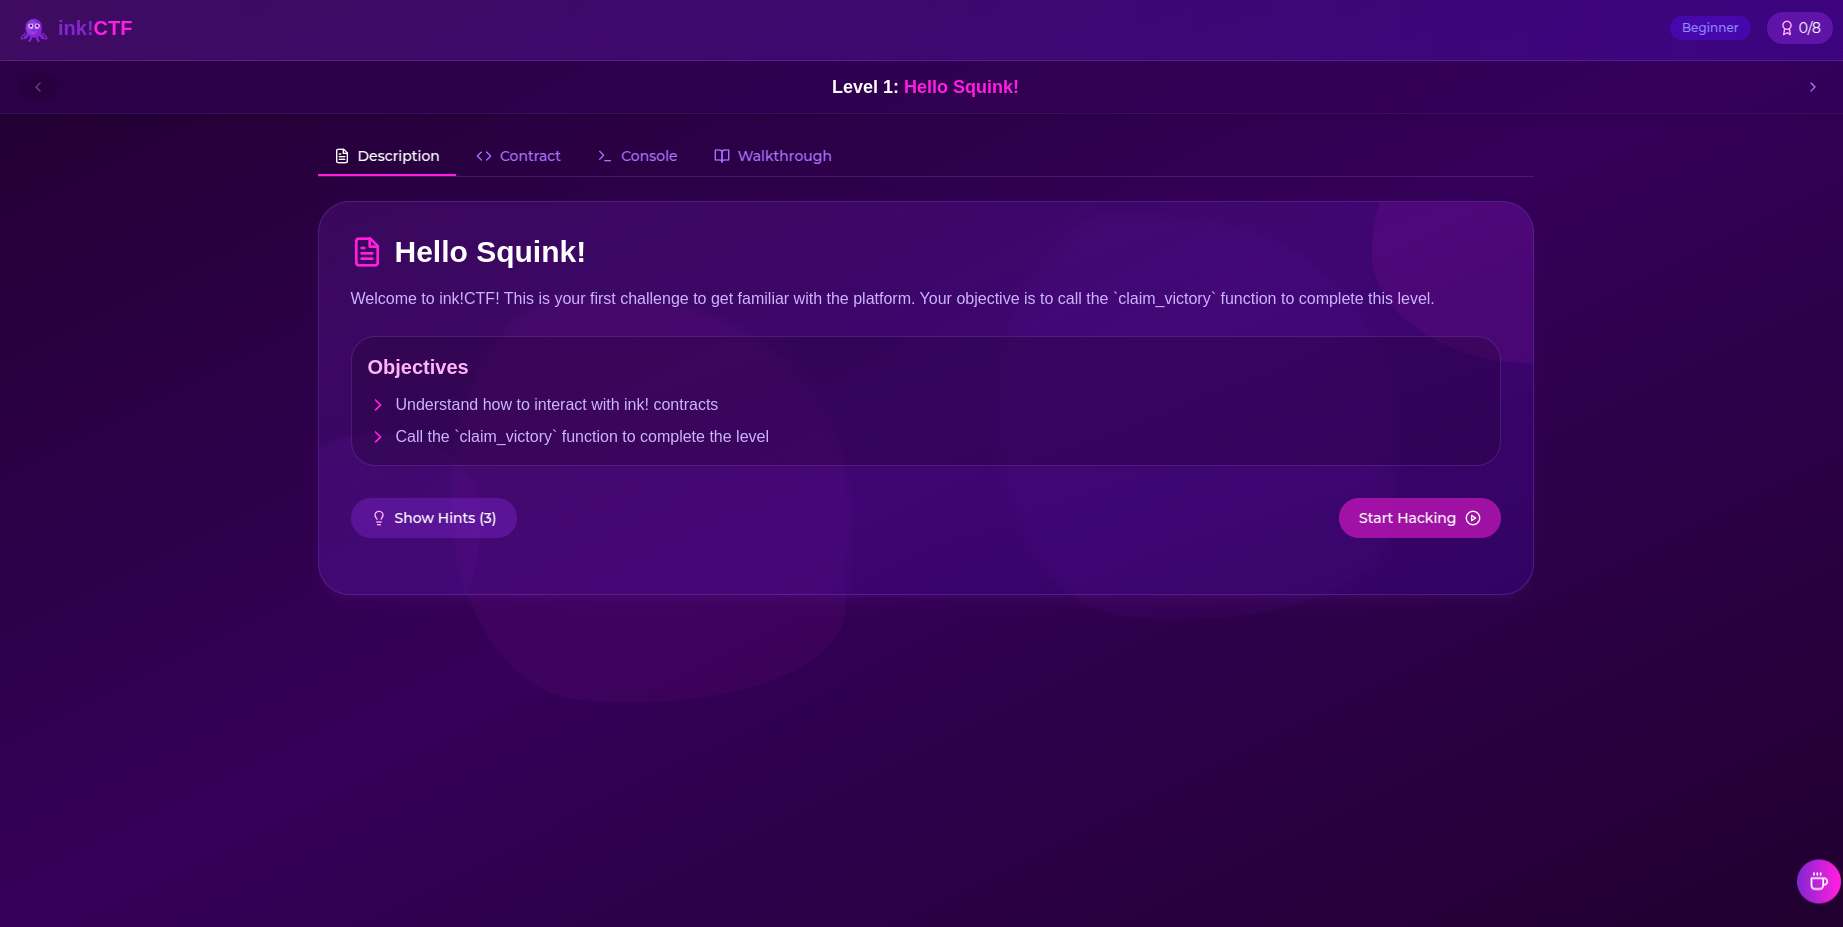 ink!CTF
Beginner
0/8
Level 1: Hello Squink!
Description
Contract
Console
Walkthrough
Hello Squink!
Welcome to ink!CTF! This is your first challenge to get familiar with the platform. Your objective is to call the `claim_victory` function to complete this level.
Objectives
Understand how to interact with ink! contracts
Call the `claim_victory` function to complete the level
Show Hints (3)
Start Hacking